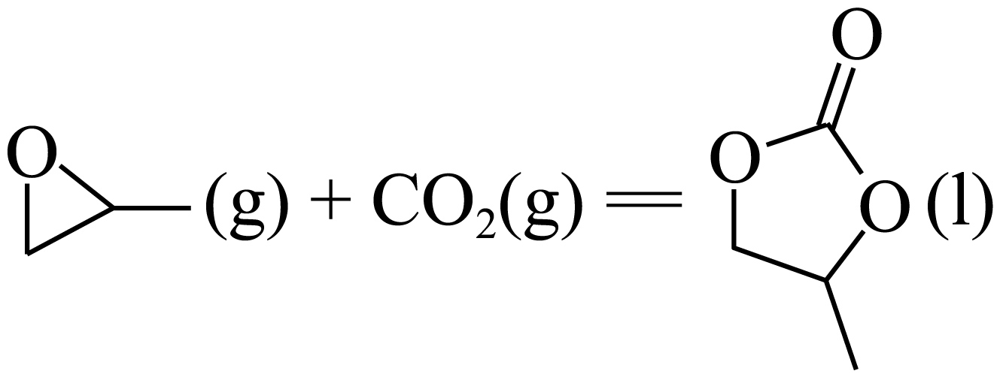 O
O (g) + CO₂(g) ═ O O (l)